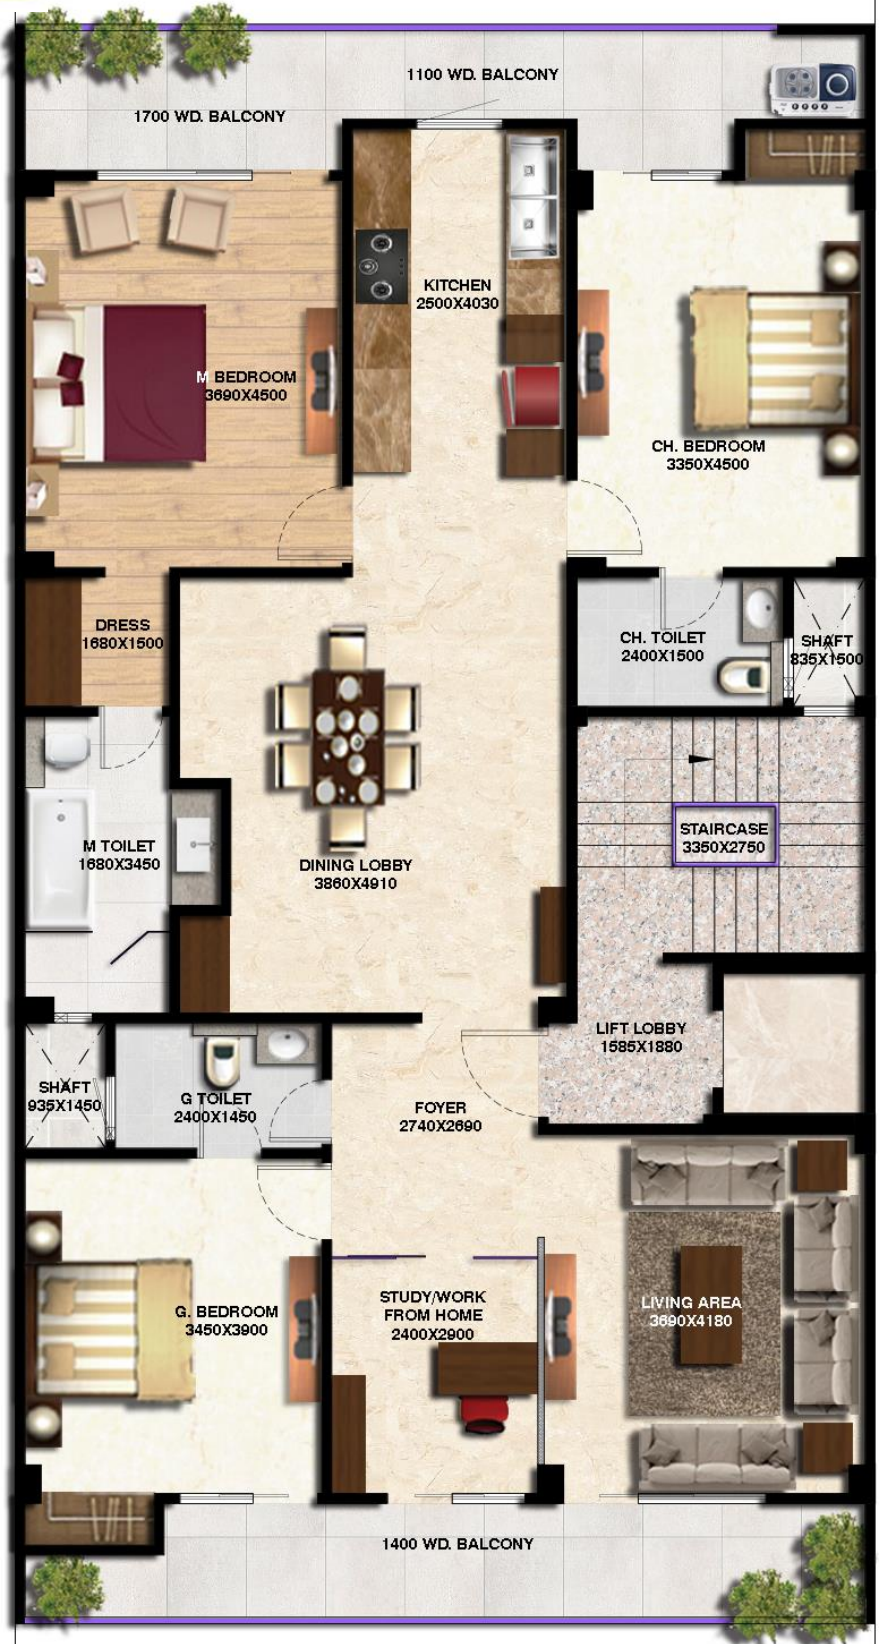 1100 WD. BALCONY
1700 WD. BALCONY
KITCHEN
2500X4030
M BEDROOM
3690X4500
CH. BEDROOM
3350X4500
DRESS
1680X1500
CH. TOILET
2400X1500
SHAFT
835X1500
STAIRCASE
3350X2750
M TOILET
1680X3450
DINING LOBBY
3860X4910
LIFT LOBBY
1585X1880
SHAFT
935X1450
G TOILET
2400X1450
FOYER
2740X2690
G. BEDROOM
3450X3900
STUDY/WORK
FROM HOME
2400X2900
LIVING AREA
3690X4180
1400 WD. BALCONY